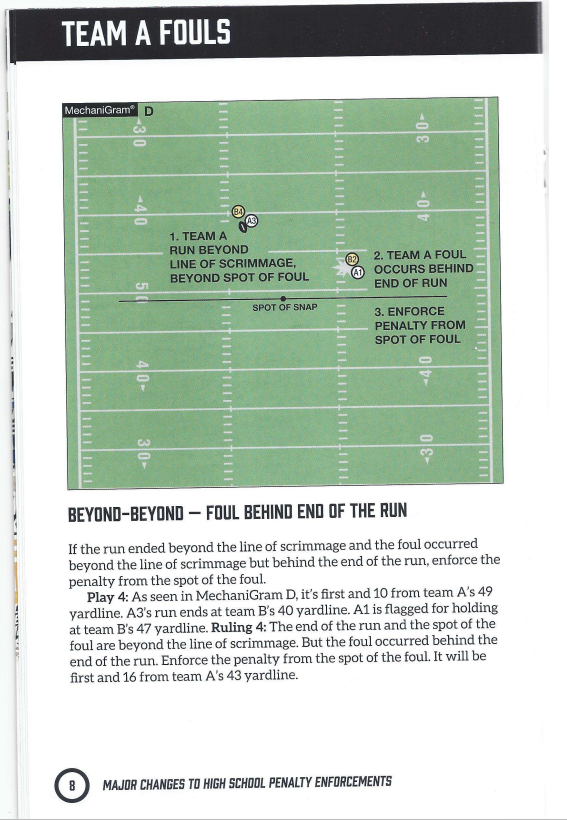 TEAM A FOULS
MechaniGram® D
30
30
40
40
B4
A3
1. TEAM A
RUN BEYOND
LINE OF SCRIMMAGE,
BEYOND SPOT OF FOUL
B2
A1
2. TEAM A FOUL
OCCURS BEHIND
END OF RUN
50
SPOT OF SNAP
3. ENFORCE
PENALTY FROM
SPOT OF FOUL
40
40
30
30
BEYOND-BEYOND — FOUL BEHIND END OF THE RUN
If the run ended beyond the line of scrimmage and the foul occurred
beyond the line of scrimmage but behind the end of the run, enforce the
penalty from the spot of the foul.
Play 4: As seen in MechaniGram D, it's first and 10 from team A's 49
yardline. A3's run ends at team B's 40 yardline. A1 is flagged for holding
at team B's 47 yardline. Ruling 4: The end of the run and the spot of the
foul are beyond the line of scrimmage. But the foul occurred behind the
end of the run. Enforce the penalty from the spot of the foul. It will be
first and 16 from team A's 43 yardline.
8 MAJOR CHANGES TO HIGH SCHOOL PENALTY ENFORCEMENTS